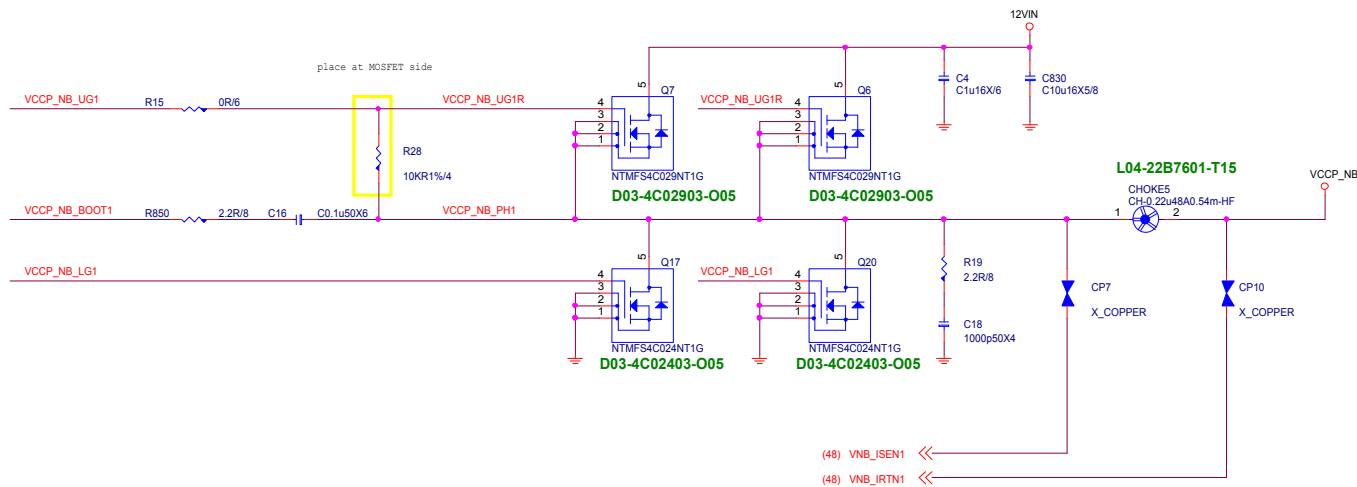 12VIN
place at MOSFET side
VCCP_NB_UG1
R15
0R/6
VCCP_NB_UG1R
4
3
2
1
5
Q7
NTMFS4C029NT1G
D03-4C02903-O05
VCCP_NB_UG1R
4
3
2
1
5
Q6
NTMFS4C029NT1G
D03-4C02903-O05
C4
C1u16X/6
C830
C10u16X5/8
R28
10KR1%/4
L04-22B7601-T15
CHOKE5
CH-0.22u48A0.54m-HF
1
2
VCCP_NB
VCCP_NB_BOOT1
R850
2.2R/8
C16
C0.1u50X6
VCCP_NB_PH1
VCCP_NB_LG1
4
3
2
1
5
Q17
NTMFS4C024NT1G
D03-4C02403-O05
VCCP_NB_LG1
4
3
2
1
5
Q20
NTMFS4C024NT1G
D03-4C02403-O05
R19
2.2R/8
C18
1000p50X4
CP7
X_COPPER
CP10
X_COPPER
(48) VNB_ISEN1
(48) VNB_IRTN1